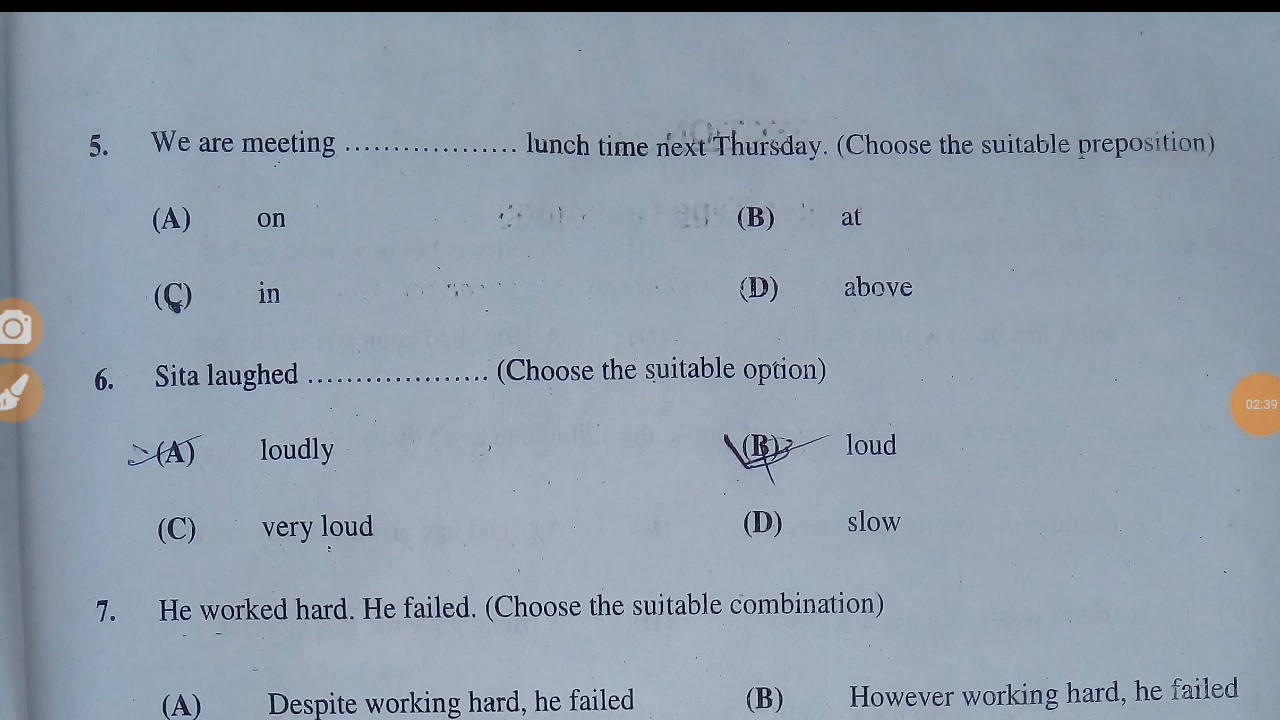 5. We are meeting .................. lunch time next Thursday. (Choose the suitable preposition)
(A) on (B) at
(C) in (D) above
6. Sita laughed ................... (Choose the suitable option)
(A) loudly (B) loud
(C) very loud (D) slow
7. He worked hard. He failed. (Choose the suitable combination)
(A) Despite working hard, he failed (B) However working hard, he failed
02:39